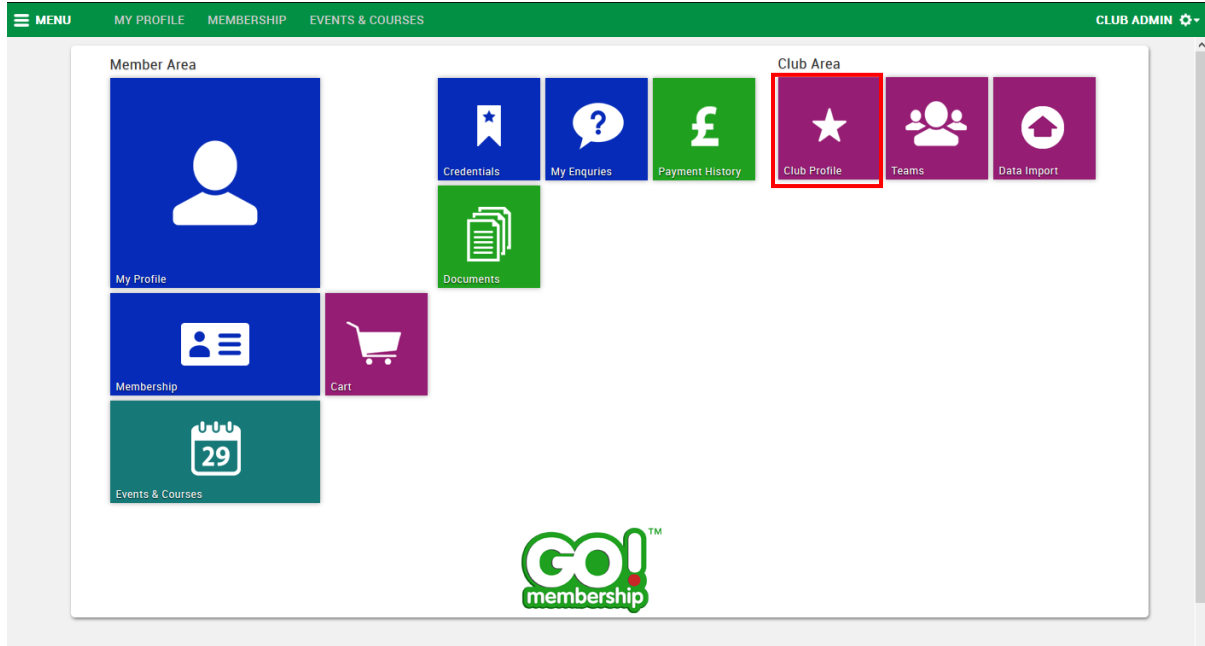 MENU MY PROFILE MEMBERSHIP EVENTS & COURSES CLUB ADMIN
Member Area
Club Area
My Profile
Credentials
My Enquries
Payment History
Club Profile
Teams
Data Import
Documents
Membership
Cart
29
Events & Courses
GO!™
membership